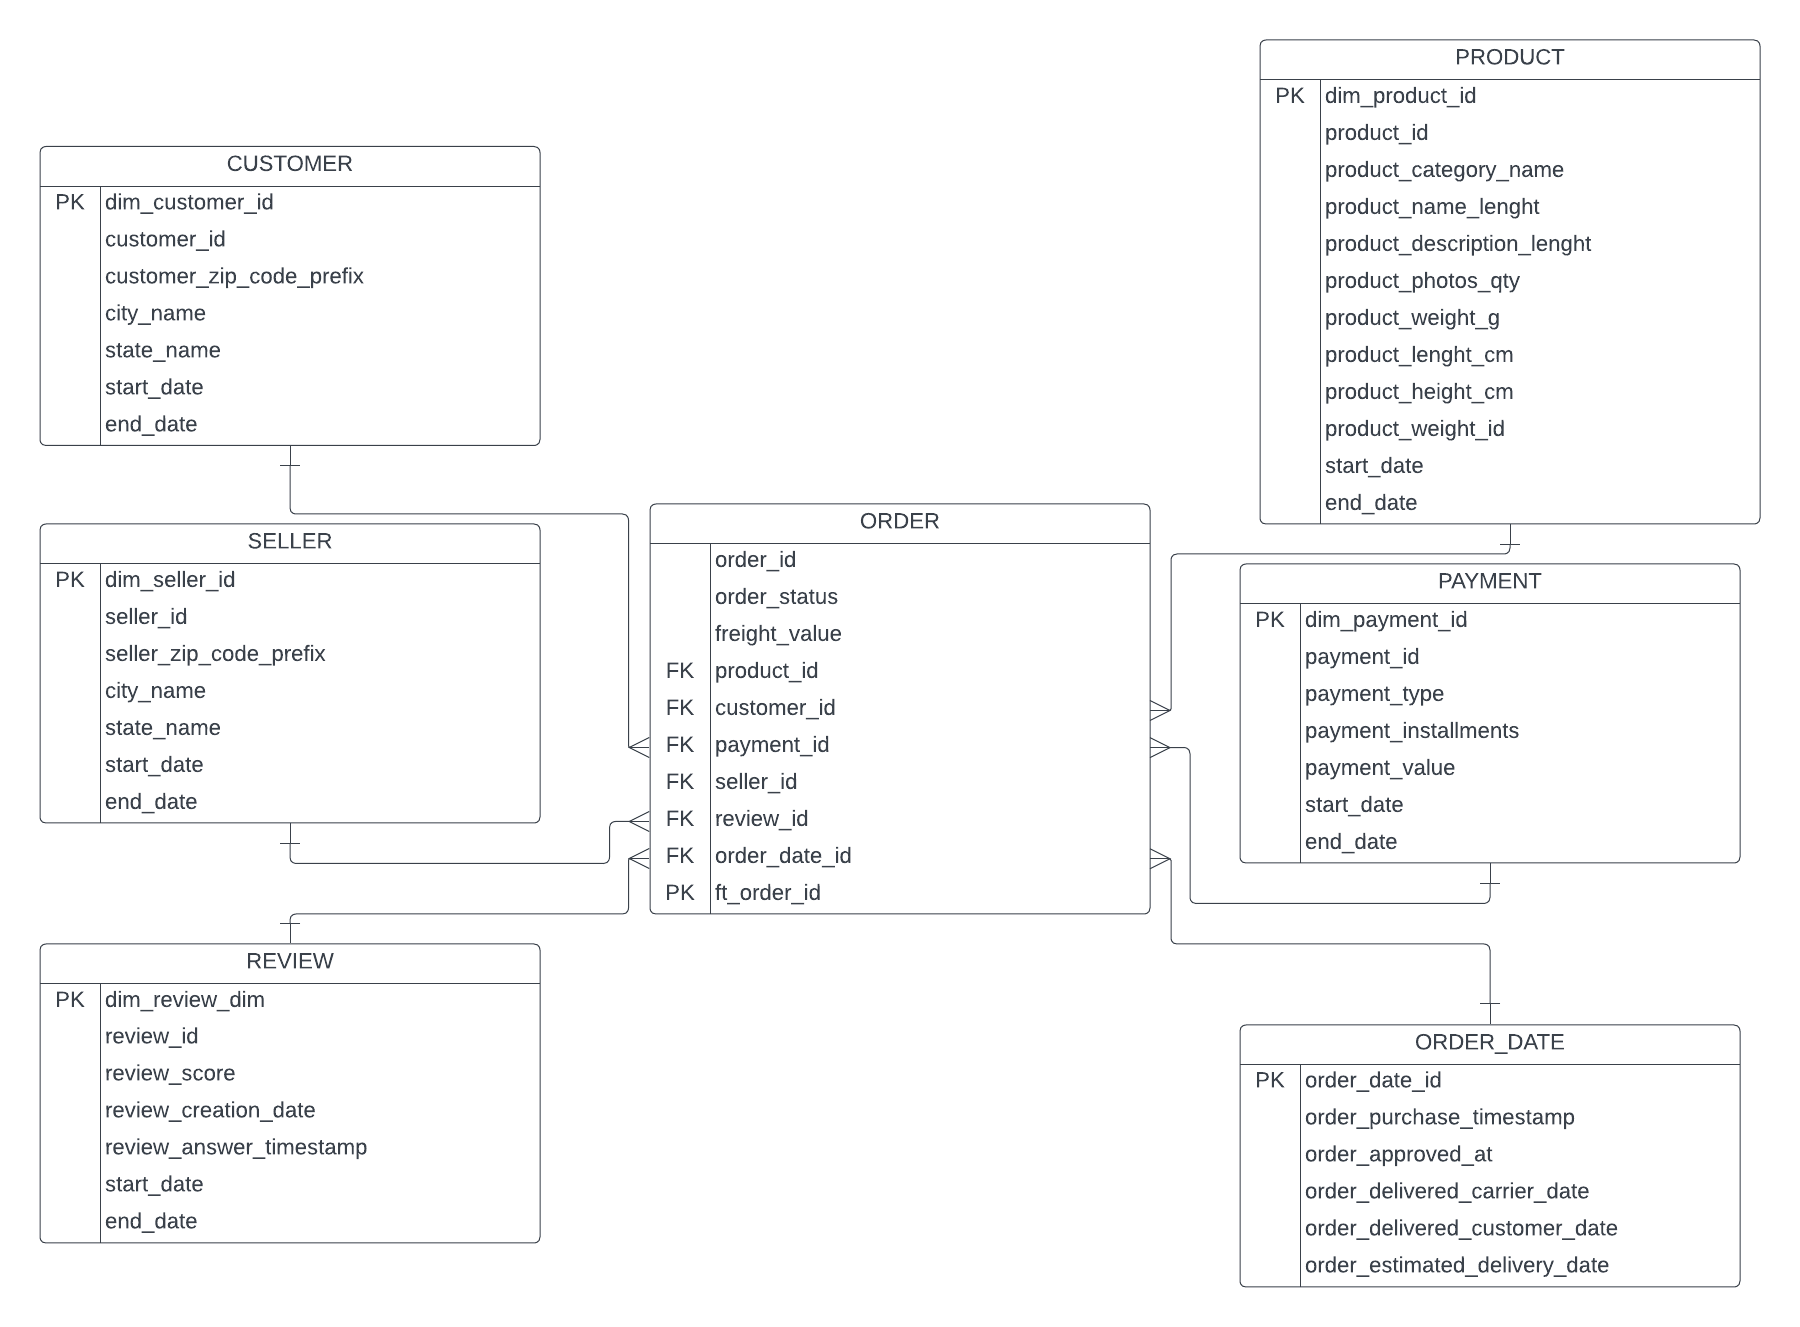 CUSTOMER
PK dim_customer_id
customer_id
customer_zip_code_prefix
city_name
state_name
start_date
end_date
SELLER
PK dim_seller_id
seller_id
seller_zip_code_prefix
city_name
state_name
start_date
end_date
REVIEW
PK dim_review_dim
review_id
review_score
review_creation_date
review_answer_timestamp
start_date
end_date
ORDER
order_id
order_status
freight_value
FK product_id
FK customer_id
FK payment_id
FK seller_id
FK review_id
FK order_date_id
PK ft_order_id
PRODUCT
PK dim_product_id
product_id
product_category_name
product_name_lenght
product_description_lenght
product_photos_qty
product_weight_g
product_lenght_cm
product_height_cm
product_weight_id
start_date
end_date
PAYMENT
PK dim_payment_id
payment_id
payment_type
payment_installments
payment_value
start_date
end_date
ORDER_DATE
PK order_date_id
order_purchase_timestamp
order_approved_at
order_delivered_carrier_date
order_delivered_customer_date
order_estimated_delivery_date